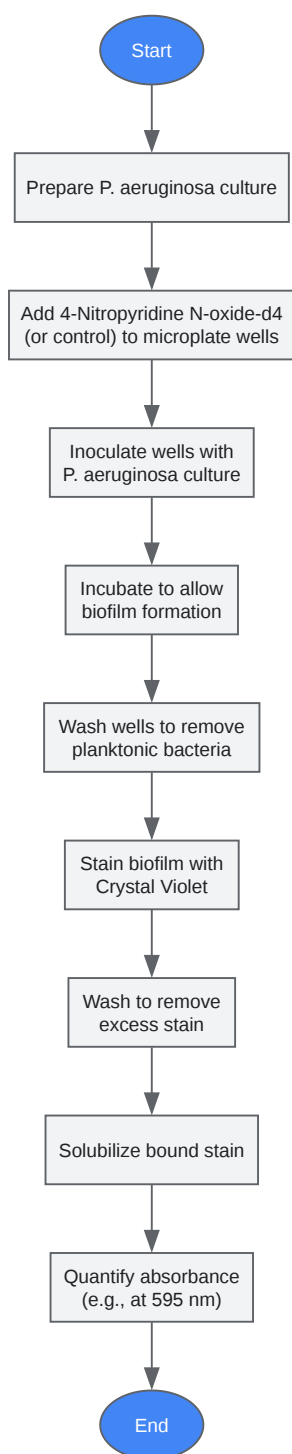 Start
Prepare P. aeruginosa culture
Add 4-Nitropyridine N-oxide-d4
(or control) to microplate wells
Inoculate wells with
P. aeruginosa culture
Incubate to allow
biofilm formation
Wash wells to remove
planktonic bacteria
Stain biofilm with
Crystal Violet
Wash to remove
excess stain
Solubilize bound stain
Quantify absorbance
(e.g., at 595 nm)
End